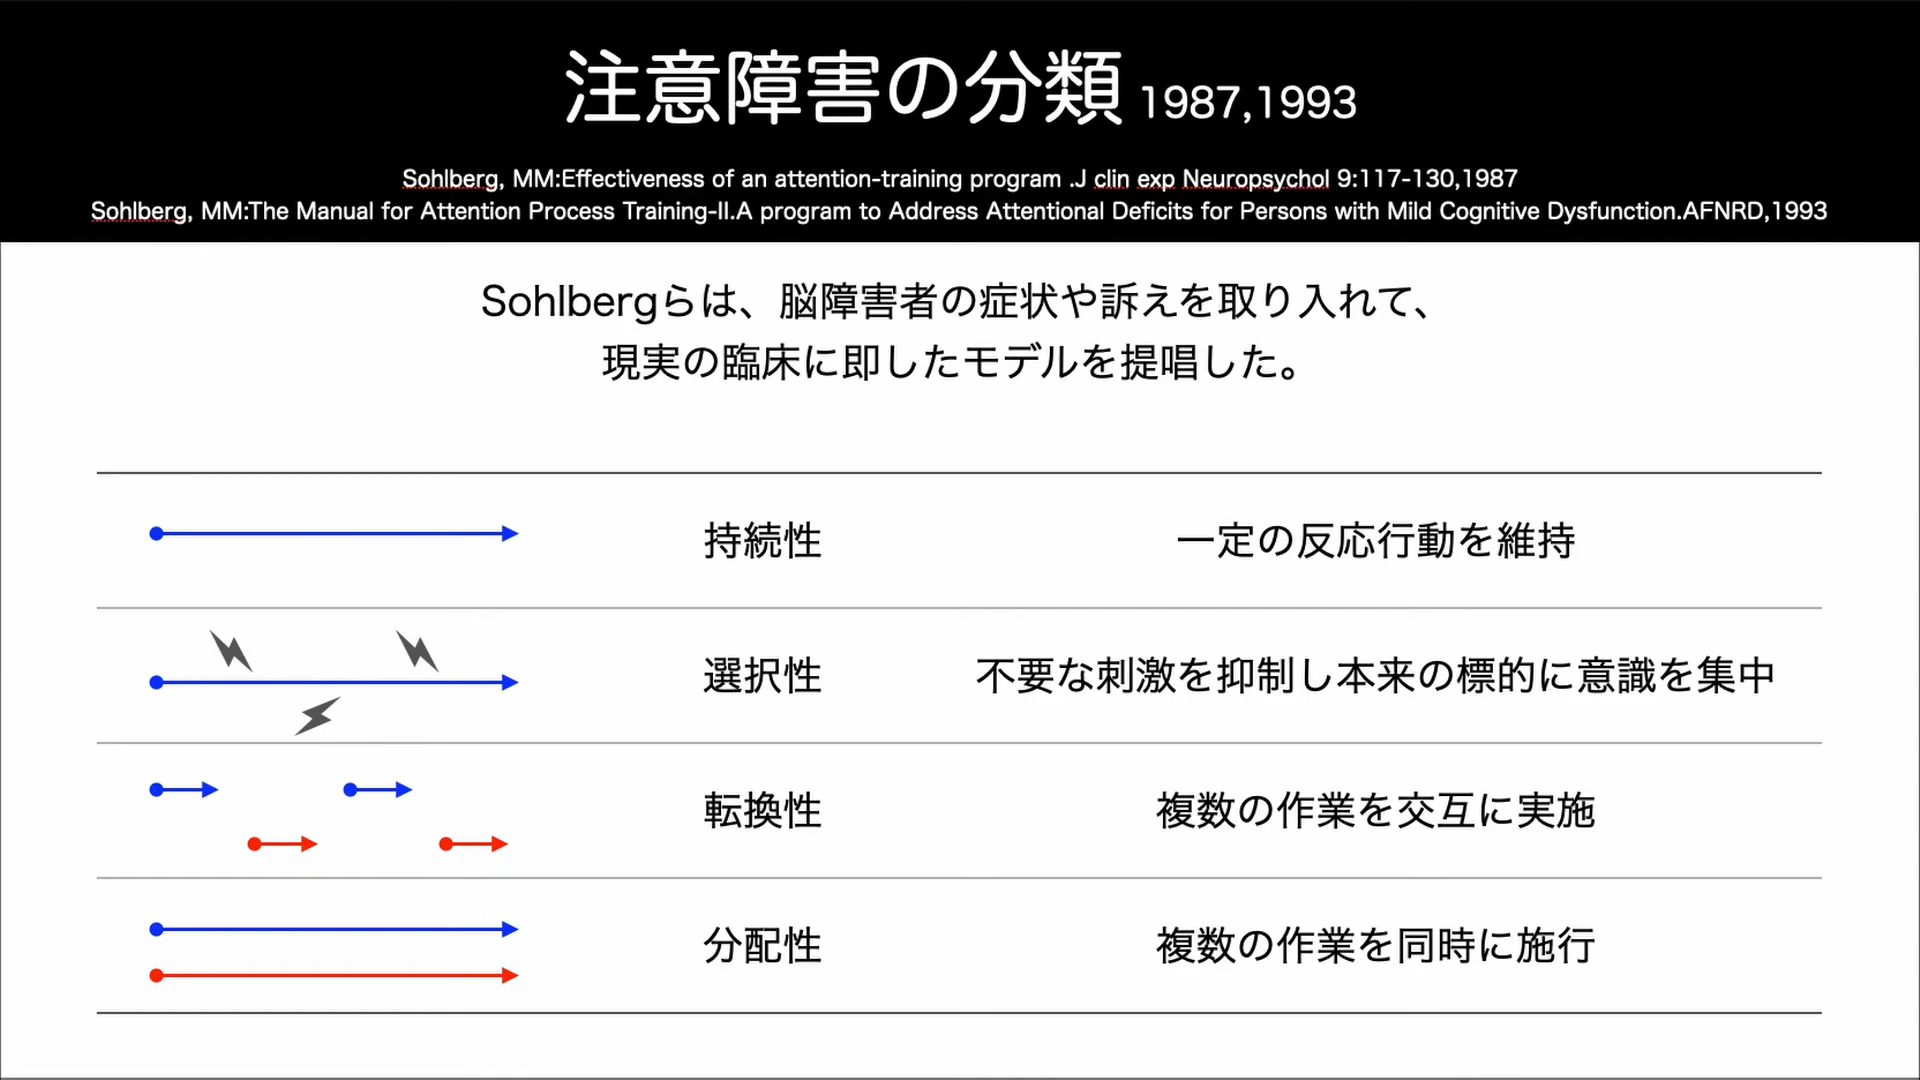 注意障害の分類 1987,1993
Sohlberg, MM:Effectiveness of an attention-training program .J clin exp Neuropsychol 9:117-130,1987
Sohlberg, MM:The Manual for Attention Process Training-II.A program to Address Attentional Deficits for Persons with Mild Cognitive Dysfunction.AFNRD,1993
Sohlbergらは、脳障害者の症状や訴えを取り入れて、
現実の臨床に即したモデルを提唱した。
持続性 一定の反応行動を維持
選択性 不要な刺激を抑制し本来の標的に意識を集中
転換性 複数の作業を交互に実施
分配性 複数の作業を同時に施行